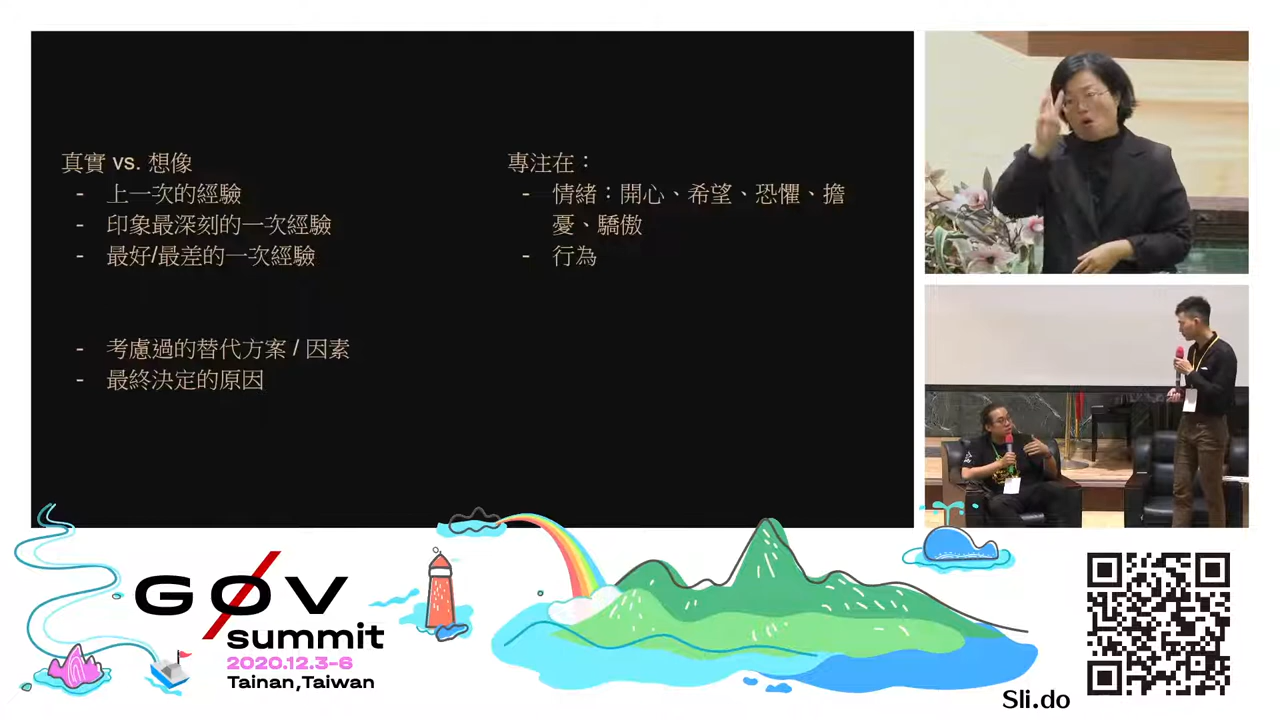 真實 vs. 想像
- 上一次的經驗
- 印象最深刻的一次經驗
- 最好/最差的一次經驗
- 考慮過的替代方案 / 因素
- 最終決定的原因
專注在：
- 情緒：開心、希望、恐懼、擔
憂、驕傲
- 行為
GØV
summit
2020.12.3-6
Tainan,Taiwan
Sli.do